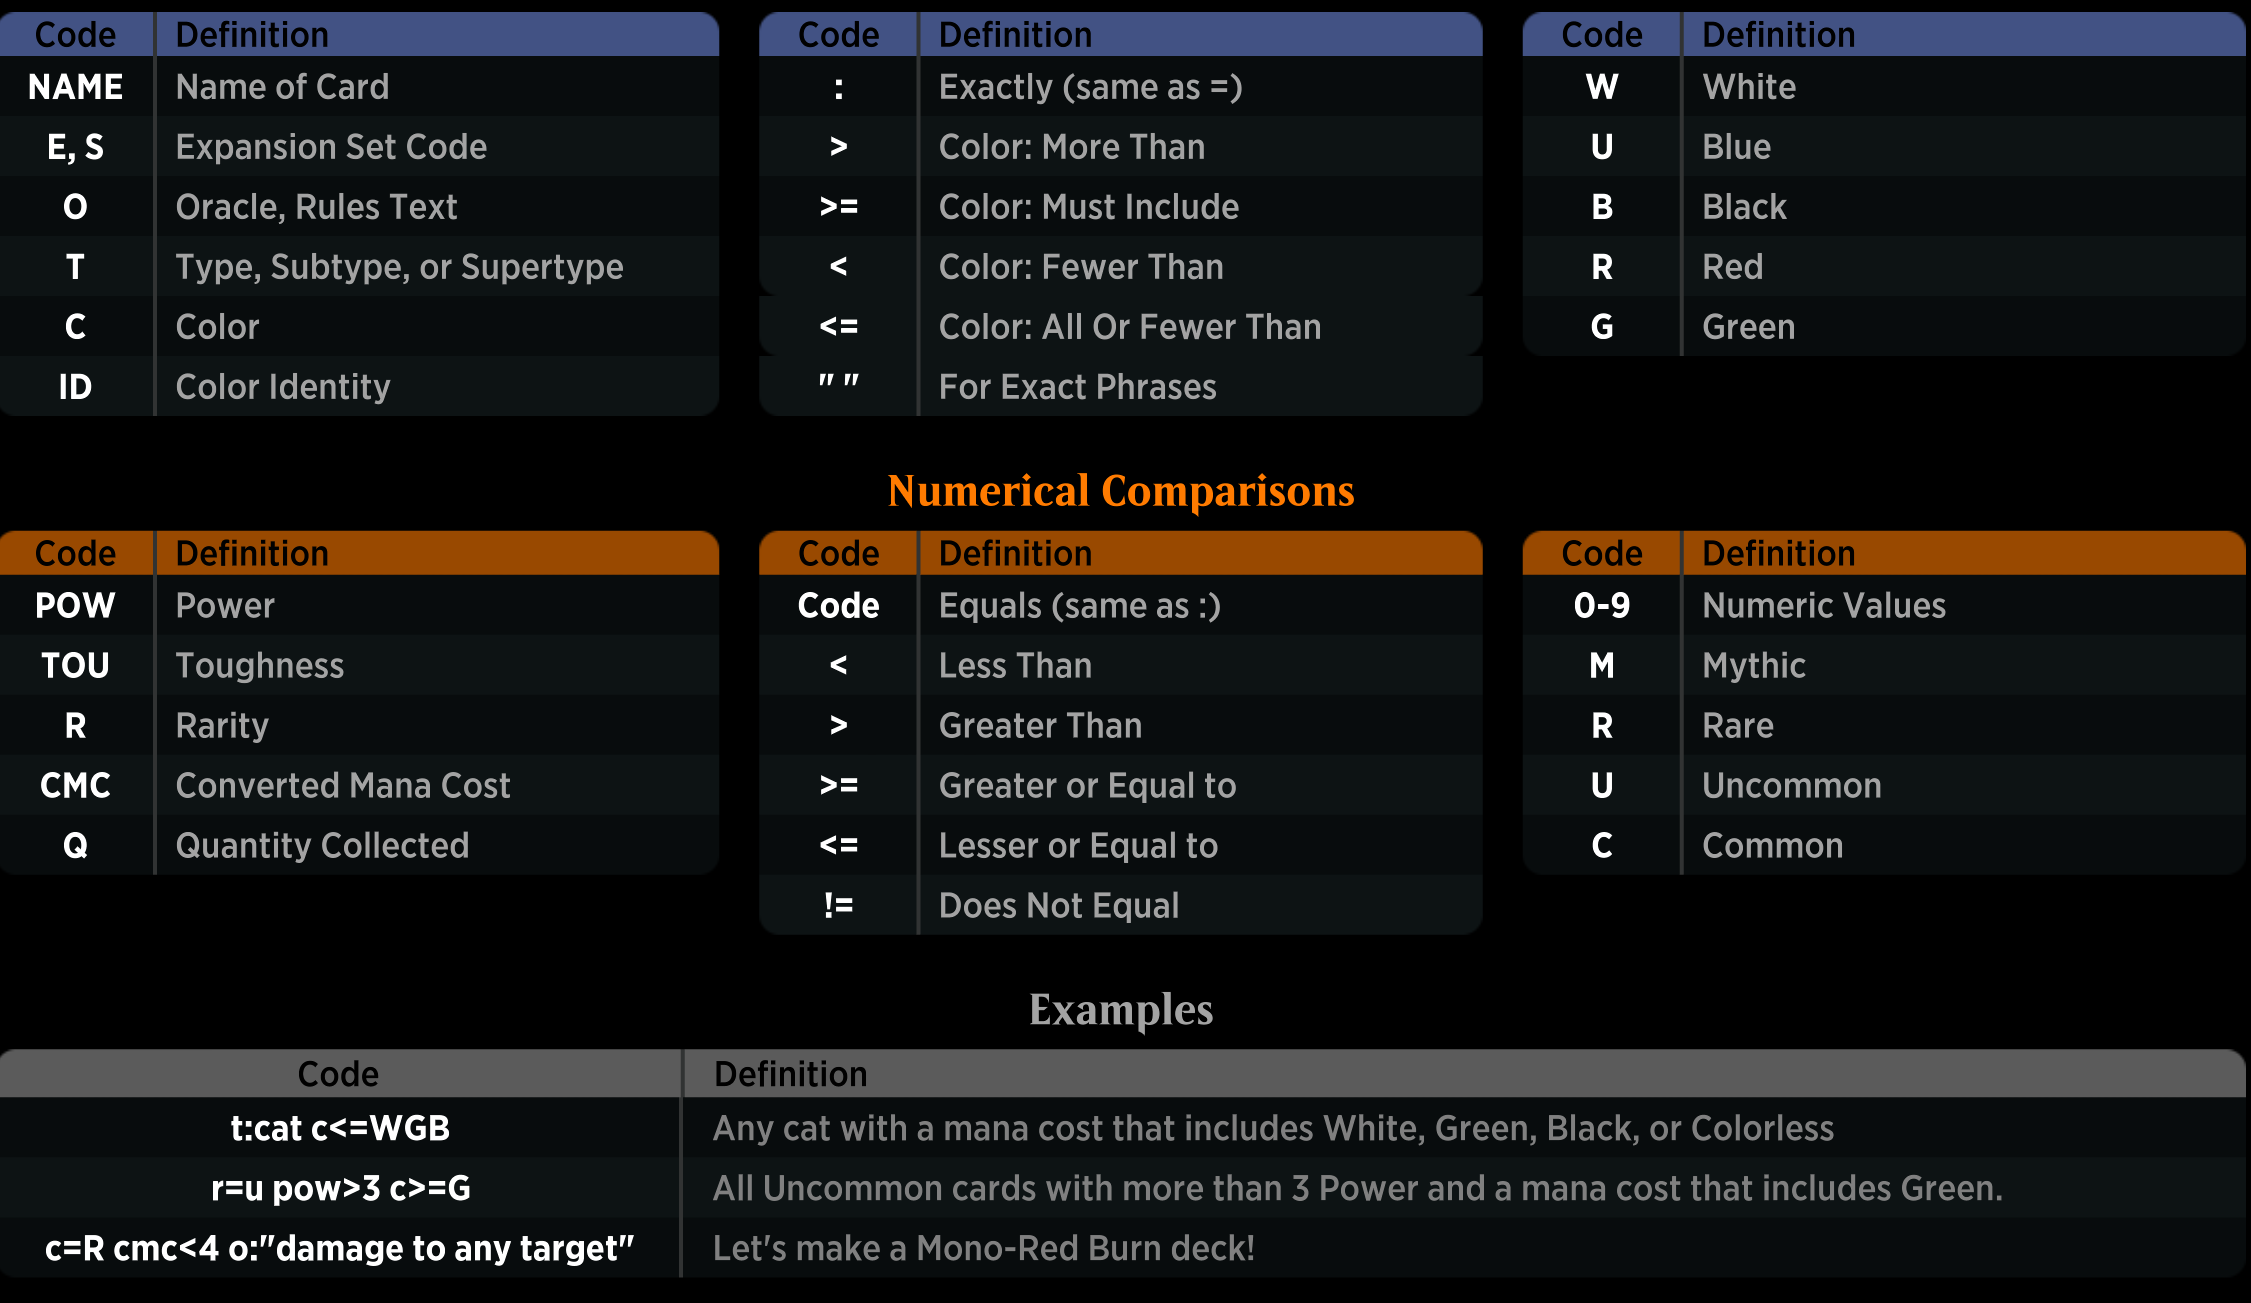 Code Definition
NAME Name of Card
E, S Expansion Set Code
O Oracle, Rules Text
T Type, Subtype, or Supertype
C Color
ID Color Identity
Code Definition
: Exactly (same as =)
> Color: More Than
>= Color: Must Include
< Color: Fewer Than
<= Color: All Or Fewer Than
" " For Exact Phrases
Code Definition
W White
U Blue
B Black
R Red
G Green
Numerical Comparisons
Code Definition
POW Power
TOU Toughness
R Rarity
CMC Converted Mana Cost
Q Quantity Collected
Code Definition
Code Equals (same as :)
< Less Than
> Greater Than
>= Greater or Equal to
<= Lesser or Equal to
!= Does Not Equal
Code Definition
0-9 Numeric Values
M Mythic
R Rare
U Uncommon
C Common
Examples
Code Definition
t:cat c<=WGB Any cat with a mana cost that includes White, Green, Black, or Colorless
r=u pow>3 c>=G All Uncommon cards with more than 3 Power and a mana cost that includes Green.
c=R cmc<4 o:"damage to any target" Let's make a Mono-Red Burn deck!